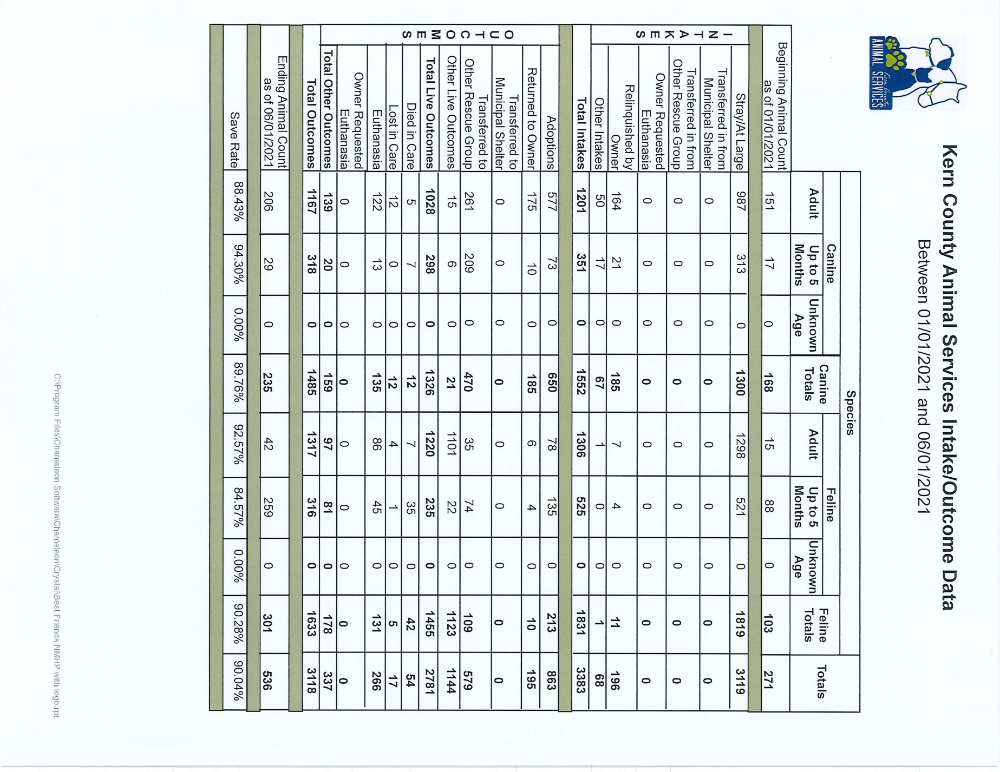 Kern County
ANIMAL SERVICES
Kern County Animal Services Intake/Outcome Data
Between 01/01/2021 and 06/01/2021
Species
Canine Canine Totals Feline Feline Totals Totals
Adult Up to 5 Months Unknown Age Adult Up to 5 Months Unknown Age
Beginning Animal Count
as of 01/01/2021 151 17 0 168 15 88 0 103 271
INTAKES
Stray/At Large 987 313 0 1300 1298 521 0 1819 3119
Transferred in from
Municipal Shelter 0 0 0 0 0 0 0 0 0
Transferred in from
Other Rescue Group 0 0 0 0 0 0 0 0 0
Owner Requested
Euthanasia 0 0 0 0 0 0 0 0 0
Relinquished by
Owner 164 21 0 185 7 4 0 11 196
Other Intakes 50 17 0 67 1 0 0 1 68
Total Intakes 1201 351 0 1552 1306 525 0 1831 3383
OUTCOMES
Adoptions 577 73 0 650 78 135 0 213 863
Returned to Owner 175 10 0 185 6 4 0 10 195
Transferred to
Municipal Shelter 0 0 0 0 0 0 0 0 0
Transferred to
Other Rescue Group 261 209 0 470 35 74 0 109 579
Other Live Outcomes 15 6 0 21 1101 22 0 1123 1144
Total Live Outcomes 1028 298 0 1326 1220 235 0 1455 2781
Died in Care 5 7 0 12 7 35 0 42 54
Lost in Care 12 0 0 12 4 1 0 5 17
Euthanasia 122 13 0 135 86 45 0 131 266
Owner Requested
Euthanasia 0 0 0 0 0 0 0 0 0
Total Other Outcomes 139 20 0 159 97 81 0 178 337
Total Outcomes 1167 318 0 1485 1317 316 0 1633 3118
Ending Animal Count
as of 06/01/2021 206 29 0 235 42 259 0 301 536
Save Rate 88.43% 94.30% 0.00% 89.76% 92.57% 84.57% 0.00% 90.28% 90.04%
C:\Program Files\Chameleon Software\Chameleon\Crystal\Best Friends NMHP with logo.rpt